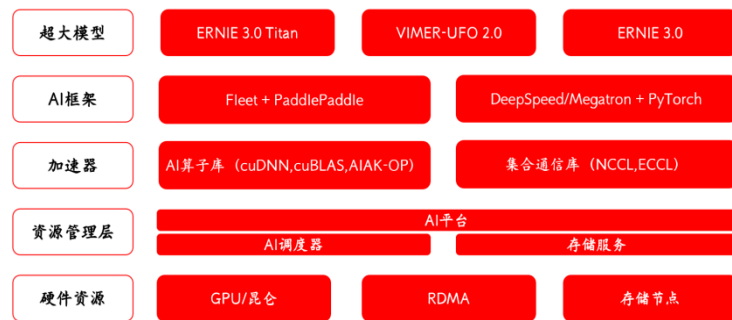 超大模型
ERNIE 3.0 Titan
VIMER-UFO 2.0
ERNIE 3.0
AI框架
Fleet + PaddlePaddle
DeepSpeed/Megatron + PyTorch
加速器
AI算子库（cuDNN,cuBLAS,AIAK-OP)
集合通信库（NCCL,ECCL)
资源管理层
AI平台
AI调度器
存储服务
硬件资源
GPU/昆仑
RDMA
存储节点